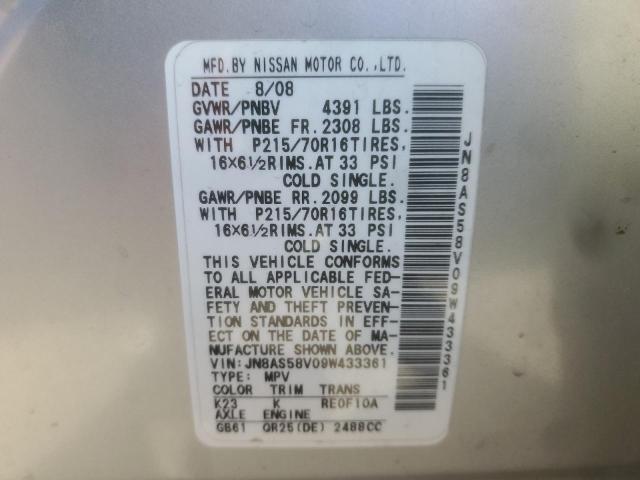 MFD.BY NISSAN MOTOR CO.,LTD.
DATE 8/08
GVWR/PNBV 4391 LBS.
GAWR/PNBE FR.2308 LBS.
WITH P215/70R16TIRES,
16X6½RIMS.AT 33 PSI
COLD SINGLE.
GAWR/PNBE RR.2099 LBS.
WITH P215/70R16TIRES,
16X6½RIMS.AT 33 PSI
COLD SINGLE.
THIS VEHICLE CONFORMS
TO ALL APPLICABLE FED-
ERAL MOTOR VEHICLE SA-
FETY AND THEFT PREVEN-
TION STANDARDS IN EFF-
ECT ON THE DATE OF MA-
NUFACTURE SHOWN ABOVE.
VIN:JN8AS58V09W433361
TYPE: MPV
COLOR TRIM TRANS
K23 K RE0F10A
AXLE ENGINE
GB61 QR25(DE) 2488CC
JN8AS58V09W433361